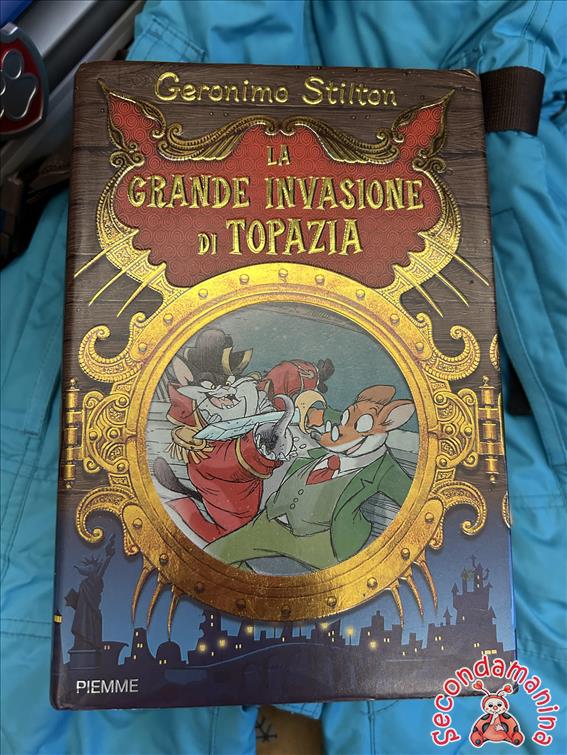 Geronimo Stilton
LA
GRANDE INVASIONE
DI TOPAZIA
PIEMME
secondamanina